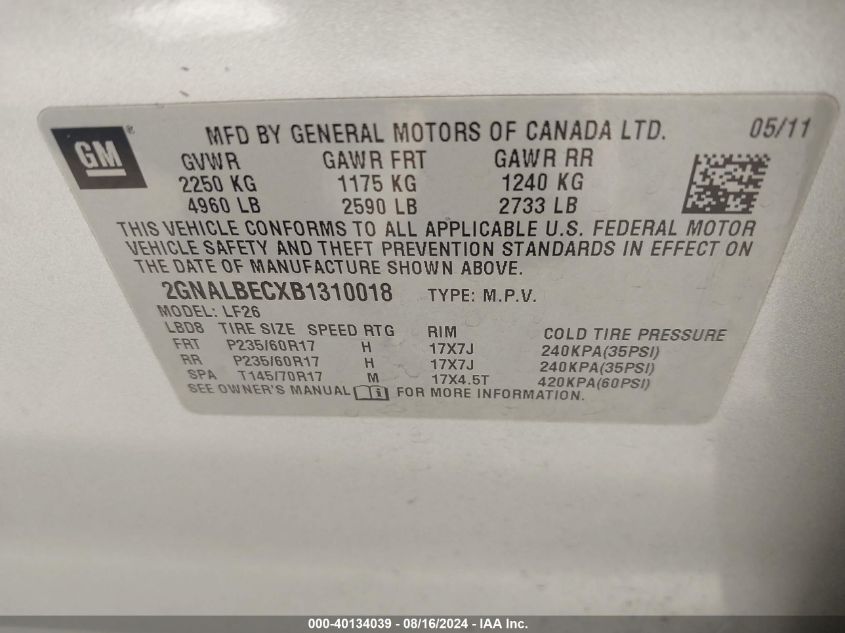 GM ® MFD BY GENERAL MOTORS OF CANADA LTD. 05/11
GVWR GAWR FRT GAWR RR
2250 KG 1175 KG 1240 KG
4960 LB 2590 LB 2733 LB
THIS VEHICLE CONFORMS TO ALL APPLICABLE U.S. FEDERAL MOTOR
VEHICLE SAFETY AND THEFT PREVENTION STANDARDS IN EFFECT ON
THE DATE OF MANUFACTURE SHOWN ABOVE.
2GNALBECXB1310018 TYPE: M.P.V.
MODEL: LF26
LBD8 TIRE SIZE SPEED RTG RIM COLD TIRE PRESSURE
FRT P235/60R17 H 17X7J 240KPA(35PSI)
RR P235/60R17 H 17X7J 240KPA(35PSI)
SPA T145/70R17 M 17X4.5T 420KPA(60PSI)
SEE OWNER'S MANUAL FOR MORE INFORMATION.
000-40134039 - 08/16/2024 - IAA Inc.